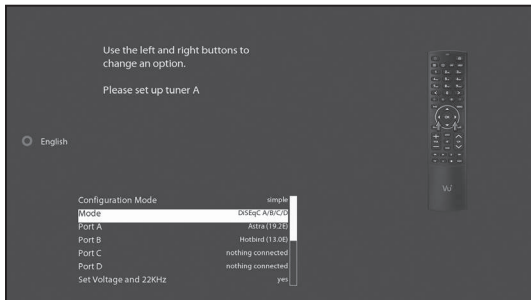 Use the left and right buttons to
change an option.
Please set up tuner A
English
Configuration Mode simple
Mode DiSEqC A/B/C/D
Port A Astra (19.2E)
Port B Hotbird (13.0E)
Port C nothing connected
Port D nothing connected
Set Voltage and 22KHz yes